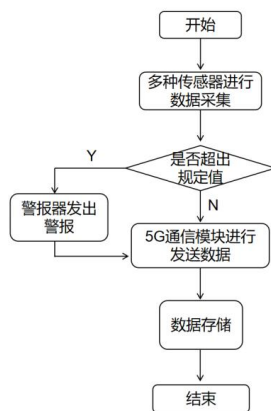 开始
多种传感器进行
数据采集
是否超出
规定值
Y
N
警报器发出
警报
5G通信模块进行
发送数据
数据存储
结束